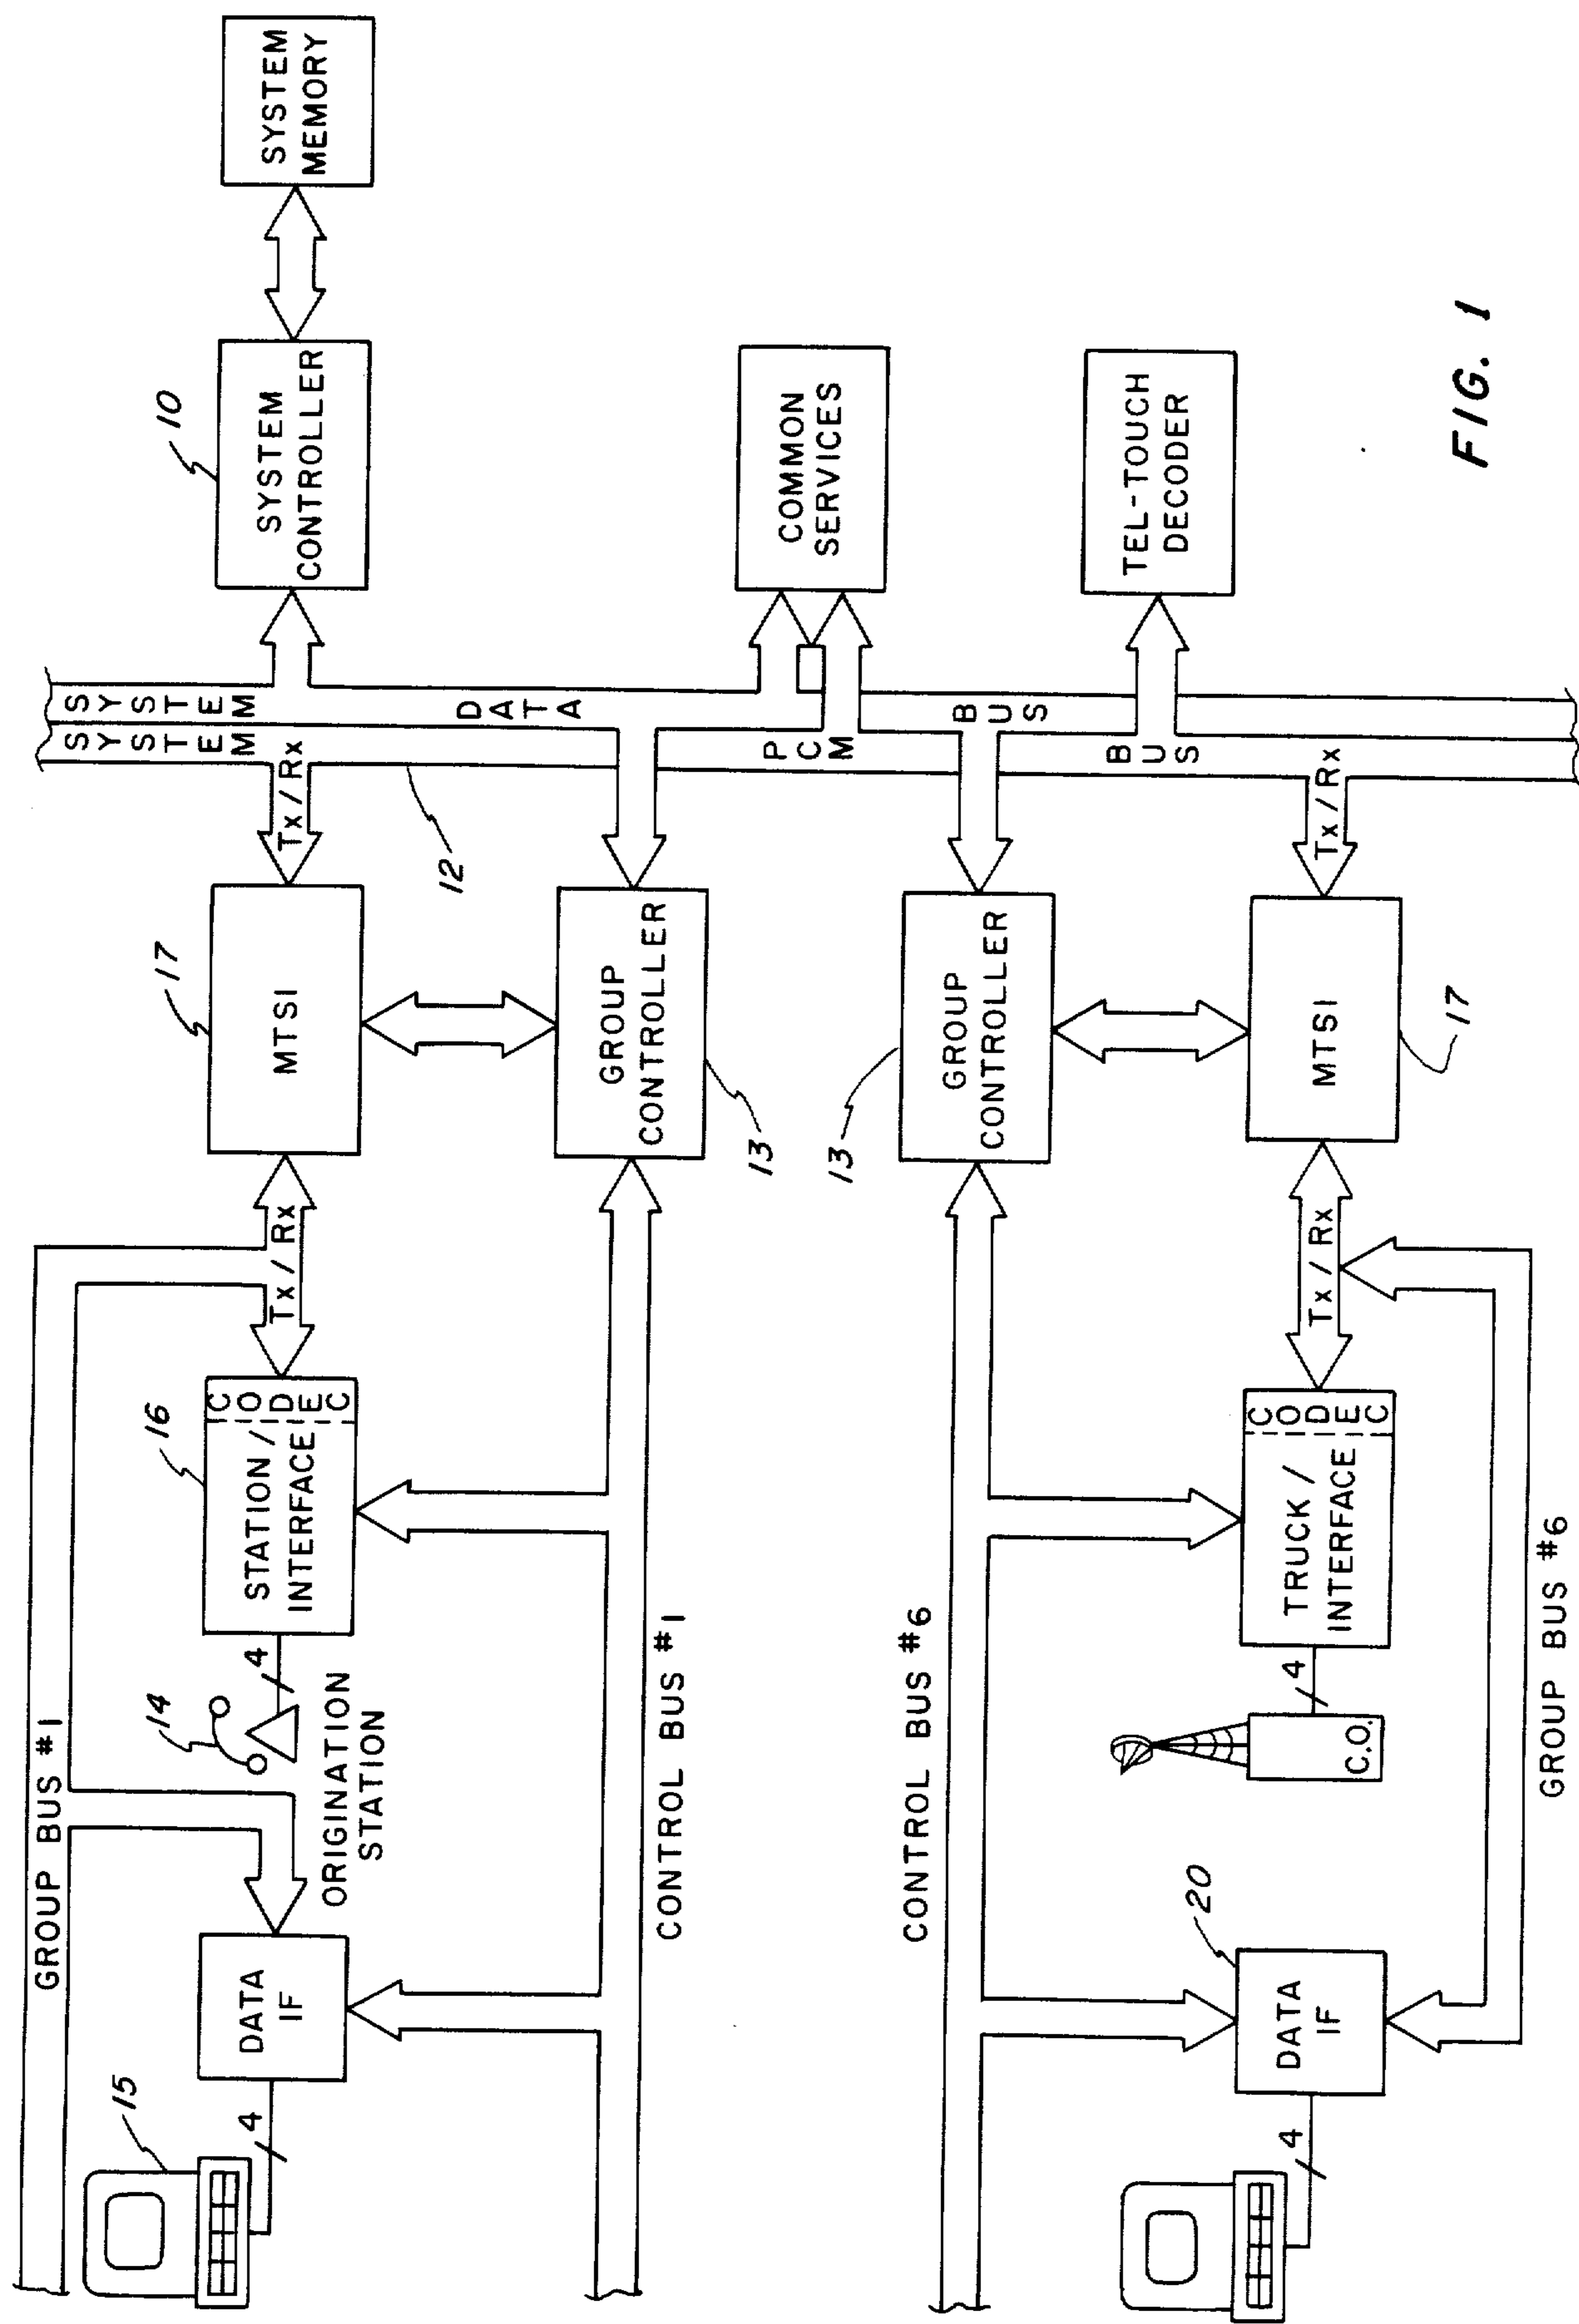 GROUP BUS #1
15
4
DATA
IF
14
4
ORIGINATION
STATION
16
STATION/
INTERFACE
CODEC
Tx/Rx
17
MTSI
Tx/Rx
12
SYSTEM
SYSTEM
DATA
PCM
BUS
BUS
10
SYSTEM
CONTROLLER
SYSTEM
MEMORY
CONTROL BUS #1
GROUP
CONTROLLER
13
COMMON
SERVICES
CONTROL BUS #6
13
GROUP
CONTROLLER
TEL-TOUCH
DECODER
4
20
DATA
IF
C.O.
4
TRUCK/
INTERFACE
CODEC
Tx/Rx
MTSI
17
Tx/Rx
GROUP BUS #6
FIG. 1